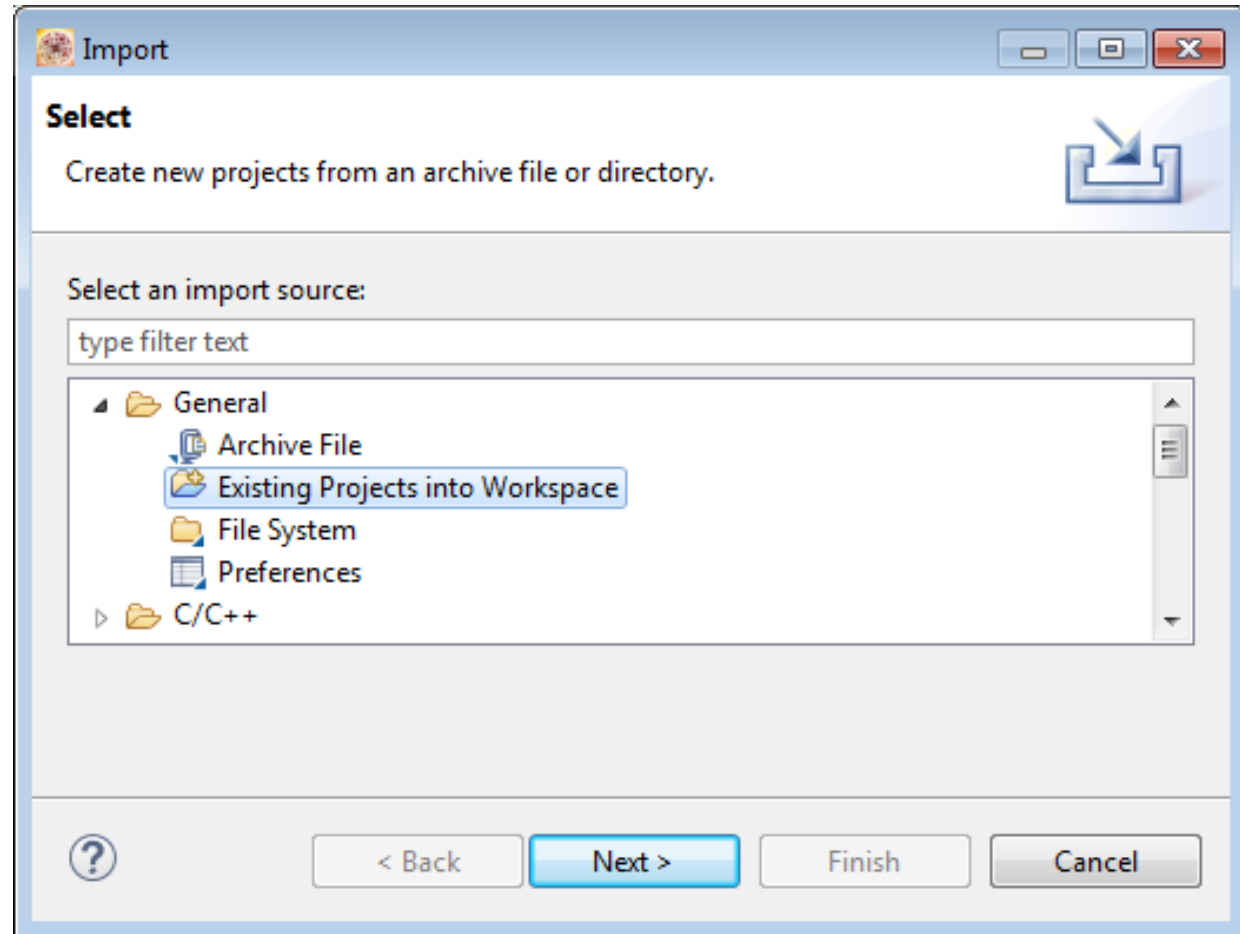 Import
Select
Create new projects from an archive file or directory.
Select an import source:
type filter text
General
Archive File
Existing Projects into Workspace
File System
Preferences
C/C++
?
< Back
Next >
Finish
Cancel